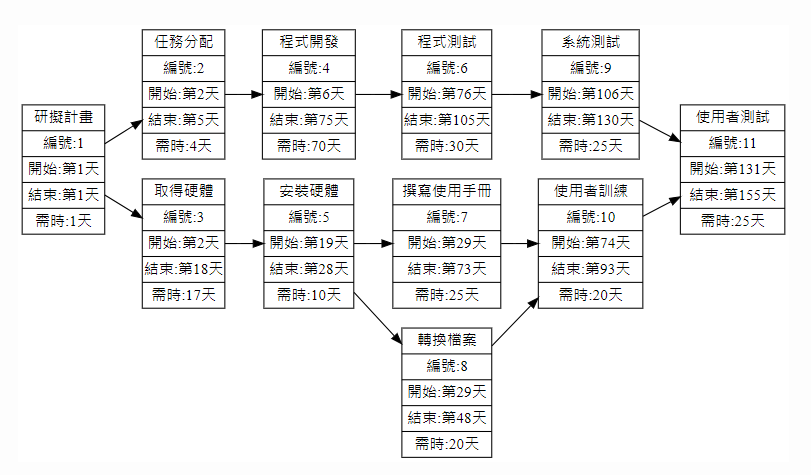 研擬計畫
編號:1
開始:第1天
結束:第1天
需時:1天
任務分配
編號:2
開始:第2天
結束:第5天
需時:4天
程式開發
編號:4
開始:第6天
結束:第75天
需時:70天
程式測試
編號:6
開始:第76天
結束:第105天
需時:30天
系統測試
編號:9
開始:第106天
結束:第130天
需時:25天
取得硬體
編號:3
開始:第2天
結束:第18天
需時:17天
安裝硬體
編號:5
開始:第19天
結束:第28天
需時:10天
撰寫使用手冊
編號:7
開始:第29天
結束:第73天
需時:25天
使用者訓練
編號:10
開始:第74天
結束:第93天
需時:20天
轉換檔案
編號:8
開始:第29天
結束:第48天
需時:20天
使用者測試
編號:11
開始:第131天
結束:第155天
需時:25天